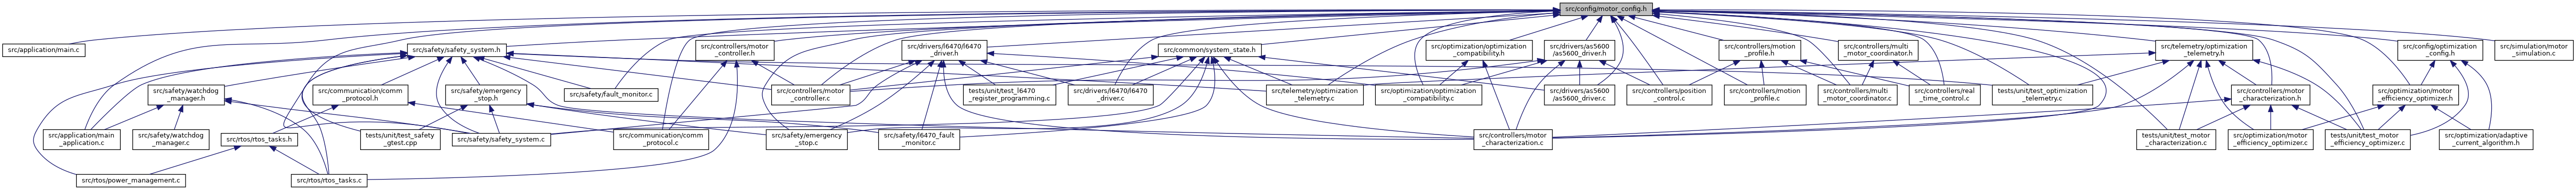 src/config/motor_config.h
src/application/main.c
src/safety/safety_system.h
src/controllers/motor
_controller.h
src/drivers/l6470/l6470
_driver.h
src/common/system_state.h
src/optimization/optimization
_compatibility.h
src/drivers/as5600
/as5600_driver.h
src/controllers/motion
_profile.h
src/controllers/multi
_motor_coordinator.h
src/telemetry/optimization
_telemetry.h
src/config/optimization
_config.h
src/simulation/motor
_simulation.c
src/safety/watchdog
_manager.h
src/communication/comm
_protocol.h
src/safety/emergency
_stop.h
src/safety/fault_monitor.c
src/controllers/motor
_controller.c
tests/unit/test_l6470
_register_programming.c
src/drivers/l6470/l6470
_driver.c
src/telemetry/optimization
_telemetry.c
src/optimization/optimization
_compatibility.c
src/drivers/as5600
/as5600_driver.c
src/controllers/position
_control.c
src/controllers/motion
_profile.c
src/controllers/multi
_motor_coordinator.c
src/controllers/real
_time_control.c
tests/unit/test_optimization
_telemetry.c
src/controllers/motor
_characterization.h
src/optimization/motor
_efficiency_optimizer.h
src/application/main
_application.c
src/safety/watchdog
_manager.c
src/rtos/rtos_tasks.h
tests/unit/test_safety
_gtest.cpp
src/safety/safety_system.c
src/communication/comm
_protocol.c
src/safety/emergency
_stop.c
src/safety/l6470_fault
_monitor.c
src/controllers/motor
_characterization.c
tests/unit/test_motor
_characterization.c
src/optimization/motor
_efficiency_optimizer.c
tests/unit/test_motor
_efficiency_optimizer.c
src/optimization/adaptive
_current_algorithm.h
src/rtos/power_management.c
src/rtos/rtos_tasks.c